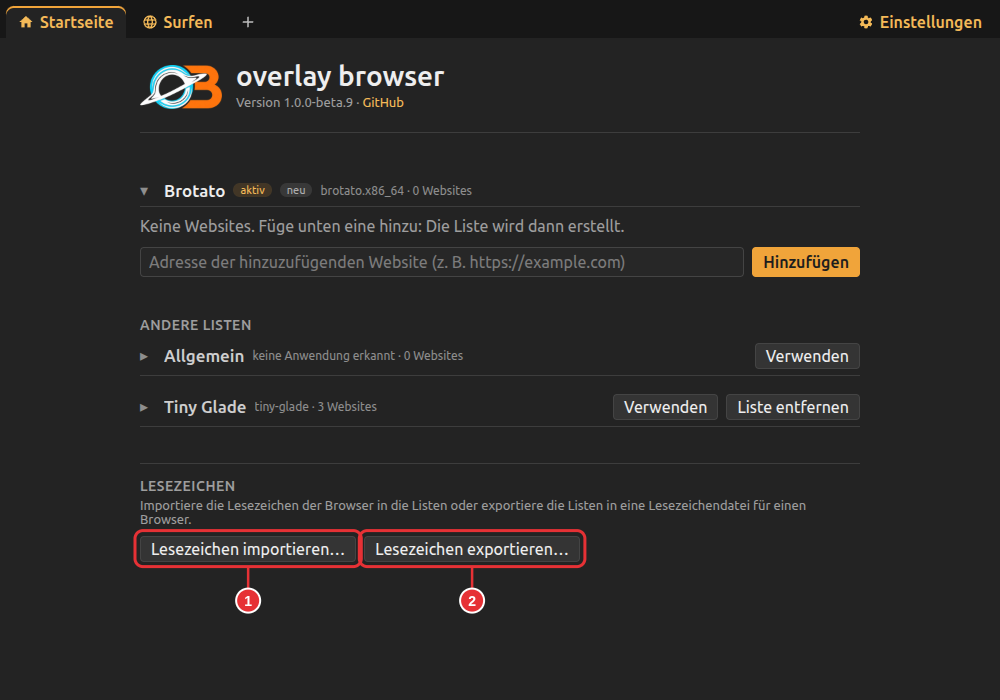 Startseite Surfen + Einstellungen
overlay browser
Version 1.0.0-beta.9 · GitHub
Brotato aktiv neu brotato.x86_64 · 0 Websites
Keine Websites. Füge unten eine hinzu: Die Liste wird dann erstellt.
Adresse der hinzuzufügenden Website (z. B. https://example.com) Hinzufügen
ANDERE LISTEN
Allgemein keine Anwendung erkannt · 0 Websites Verwenden
Tiny Glade tiny-glade · 3 Websites Verwenden Liste entfernen
LESEZEICHEN
Importiere die Lesezeichen der Browser in die Listen oder exportiere die Listen in eine Lesezeichendatei für einen
Browser.
Lesezeichen importieren… Lesezeichen exportieren…
1 2